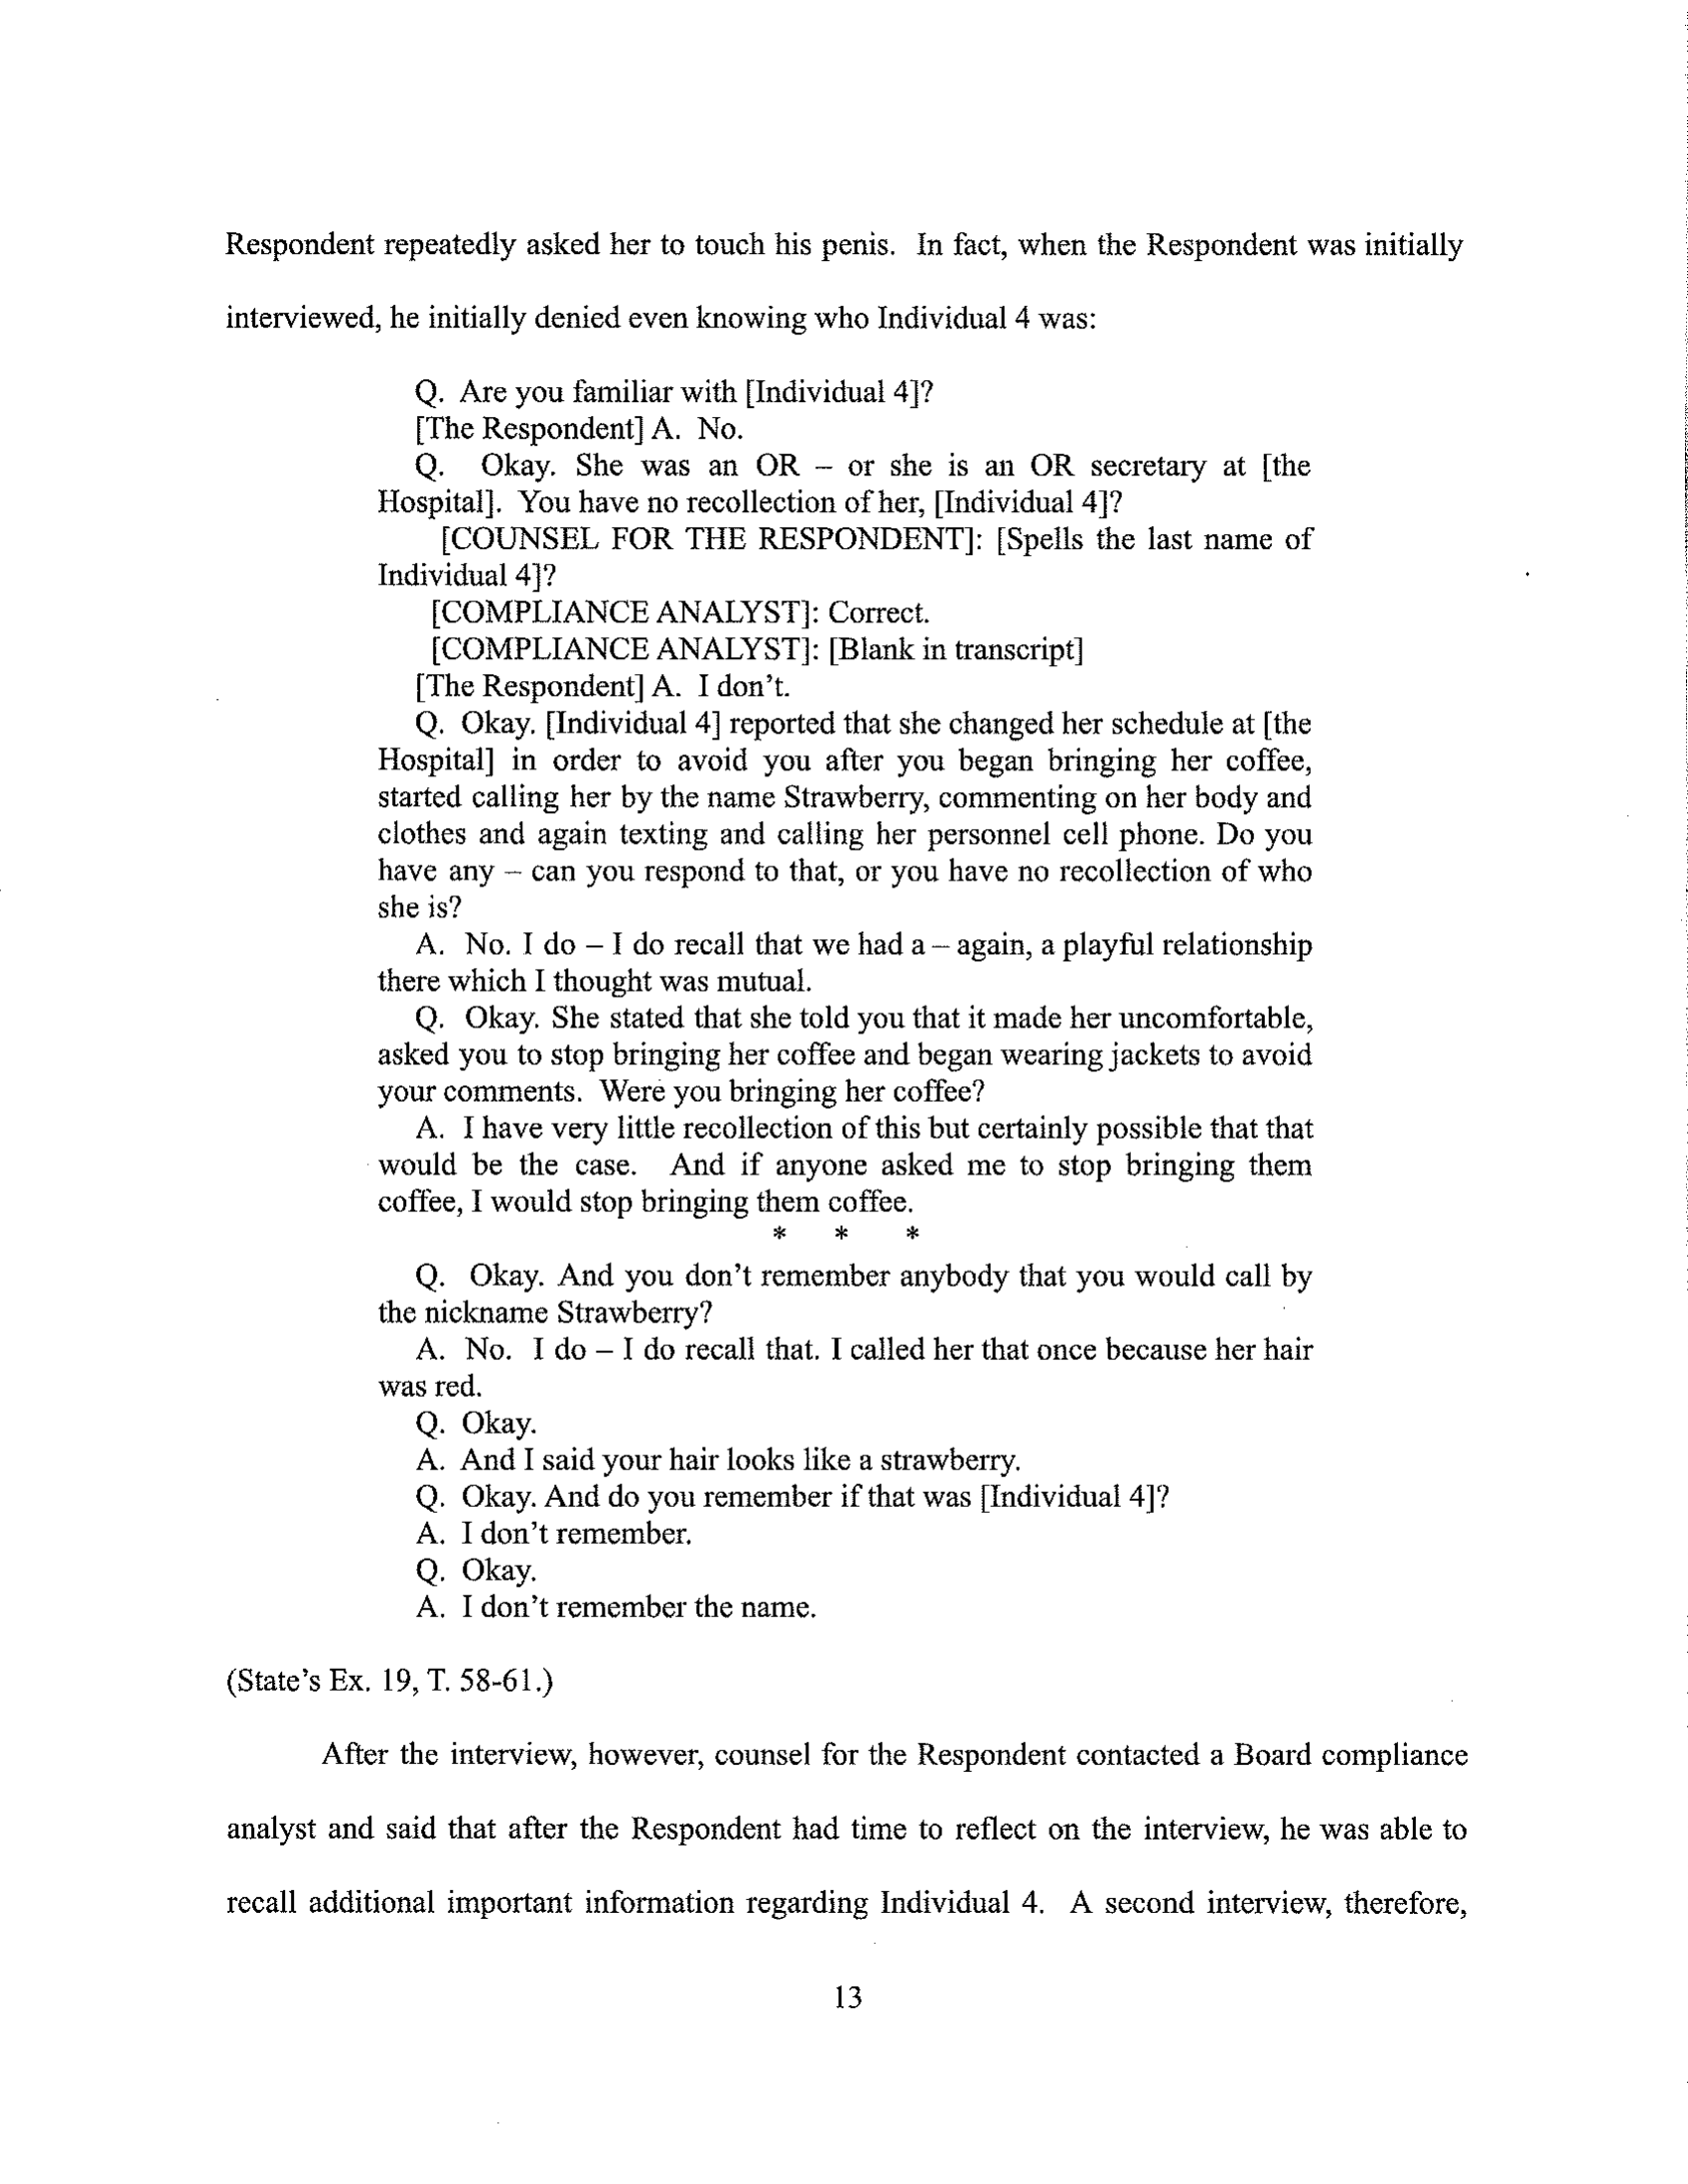 Respondent repeatedly asked her to touch his penis. In fact, when the Respondent was initially
interviewed, he initially denied even knowing who Individual 4 was:
Q. Are you familiar with [Individual 4]?
[The Respondent] A. No.
Q. Okay. She was an OR – or she is an OR secretary at [the
Hospital]. You have no recollection of her, [Individual 4]?
[COUNSEL FOR THE RESPONDENT]: [Spells the last name of
Individual 4]?
[COMPLIANCE ANALYST]: Correct.
[COMPLIANCE ANALYST]: [Blank in transcript]
[The Respondent] A. I don't.
Q. Okay. [Individual 4] reported that she changed her schedule at [the
Hospital] in order to avoid you after you began bringing her coffee,
started calling her by the name Strawberry, commenting on her body and
clothes and again texting and calling her personnel cell phone. Do you
have any – can you respond to that, or you have no recollection of who
she is?
A. No. I do – I do recall that we had a – again, a playful relationship
there which I thought was mutual.
Q. Okay. She stated that she told you that it made her uncomfortable,
asked you to stop bringing her coffee and began wearing jackets to avoid
your comments. Were you bringing her coffee?
A. I have very little recollection of this but certainly possible that that
would be the case. And if anyone asked me to stop bringing them
coffee, I would stop bringing them coffee.
* * *
Q. Okay. And you don't remember anybody that you would call by
the nickname Strawberry?
A. No. I do – I do recall that. I called her that once because her hair
was red.
Q. Okay.
A. And I said your hair looks like a strawberry.
Q. Okay. And do you remember if that was [Individual 4]?
A. I don't remember.
Q. Okay.
A. I don't remember the name.
(State's Ex. 19, T. 58-61.)
After the interview, however, counsel for the Respondent contacted a Board compliance
analyst and said that after the Respondent had time to reflect on the interview, he was able to
recall additional important information regarding Individual 4. A second interview, therefore,
13